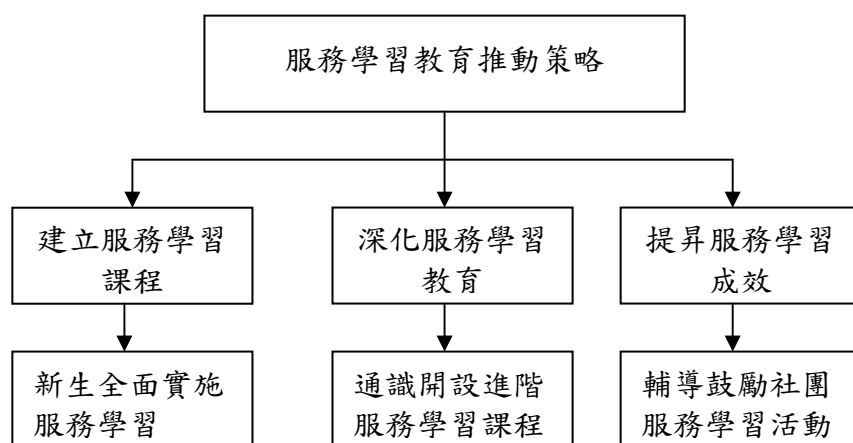 服務學習教育推動策略
建立服務學習
課程
深化服務學習
教育
提昇服務學習
成效
新生全面實施
服務學習
通識開設進階
服務學習課程
輔導鼓勵社團
服務學習活動